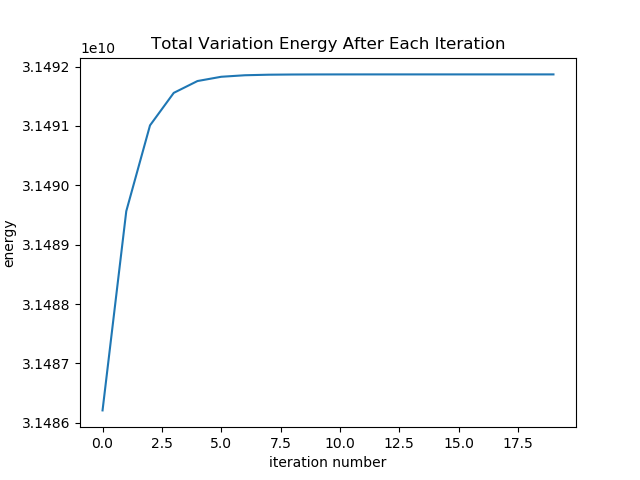 Total Variation Energy After Each Iteration
1e10
3.1492
3.1491
3.1490
3.1489
3.1488
3.1487
3.1486
energy
0.0 2.5 5.0 7.5 10.0 12.5 15.0 17.5
iteration number